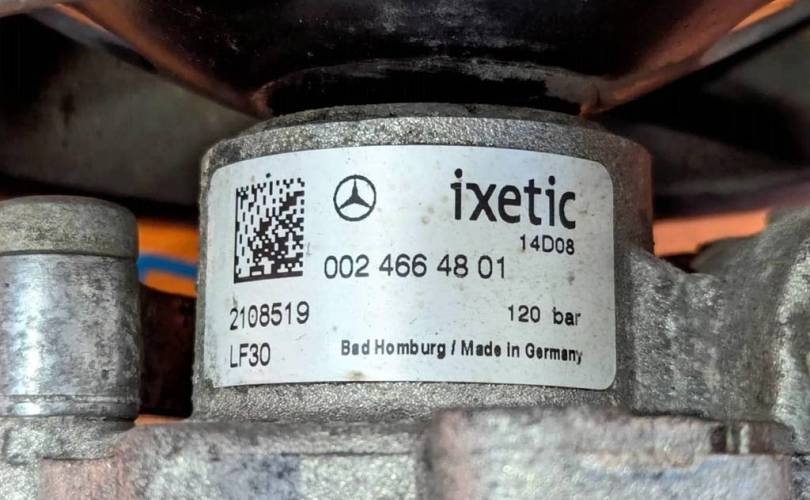 ixetic
14D08
002 466 48 01
2108519
120 bar
LF30
Bad Homburg / Made in Germany